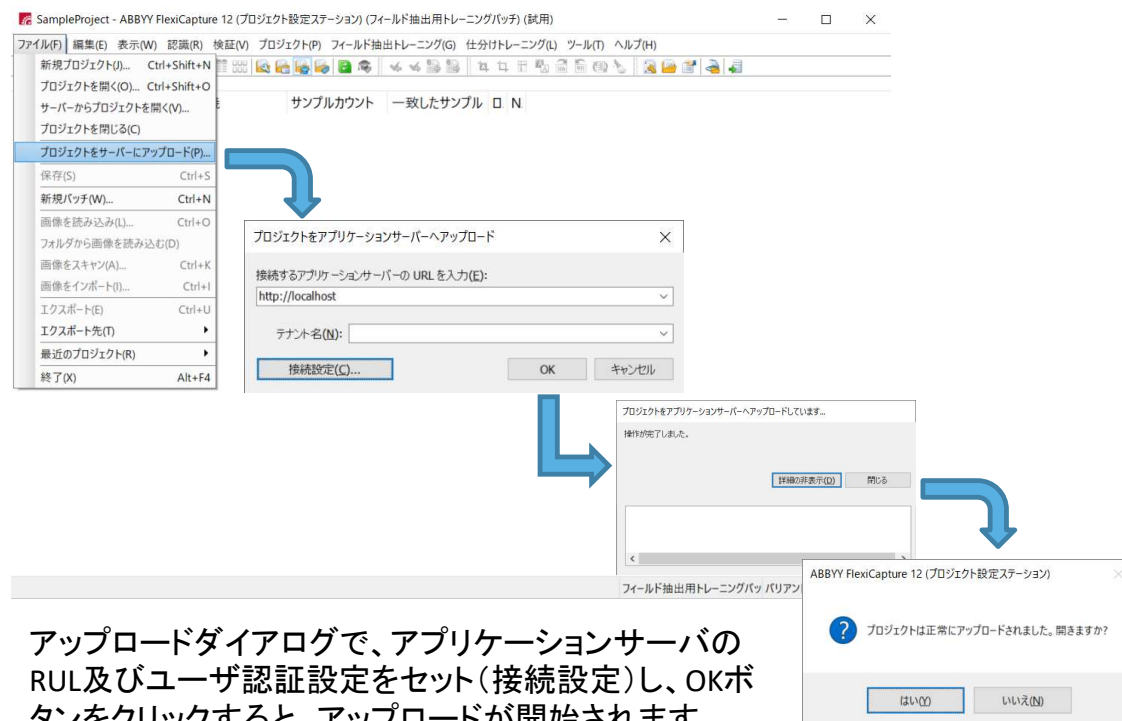 SampleProject - ABBYY FlexiCapture 12 (プロジェクト設定ステーション) (フィールド抽出用トレーニングバッチ) (試用)
ファイル(F) 編集(E) 表示(W) 認識(R) 検証(V) プロジェクト(P) フィールド抽出トレーニング(G) 仕分けトレーニング(L) ツール(T) ヘルプ(H)
新規プロジェクト(J)... Ctrl+Shift+N
プロジェクトを開く(O)... Ctrl+Shift+O
サーバーからプロジェクトを開く(V)...
プロジェクトを閉じる(C)
プロジェクトをサーバーにアップロード(P)...
保存(S) Ctrl+S
新規バッチ(W)... Ctrl+N
画像を読み込み(L)... Ctrl+O
フォルダから画像を読み込む(D)
画像をスキャン(A)... Ctrl+K
画像をインポート(I)... Ctrl+I
エクスポート(E) Ctrl+U
エクスポート先(T)
最近のプロジェクト(R)
終了(X) Alt+F4
サンプルカウント 一致したサンプル ロ N
プロジェクトをアプリケーションサーバーへアップロード
接続するアプリケーションサーバーの URL を入力(E):
http://localhost
テナント名(N):
接続設定(C)... OK キャンセル
プロジェクトをアプリケーションサーバーへアップロードしています...
操作が完了しました。
詳細の非表示(D) 閉じる
フィールド抽出用トレーニングバッ バリアン
ABBYY FlexiCapture 12 (プロジェクト設定ステーション)
プロジェクトは正常にアップロードされました。開きますか?
はい(Y) いいえ(N)
アップロードダイアログで、アプリケーションサーバの
RUL及びユーザ認証設定をセット(接続設定)し、OKボ
タンをクリックすると、アップロードが開始されます